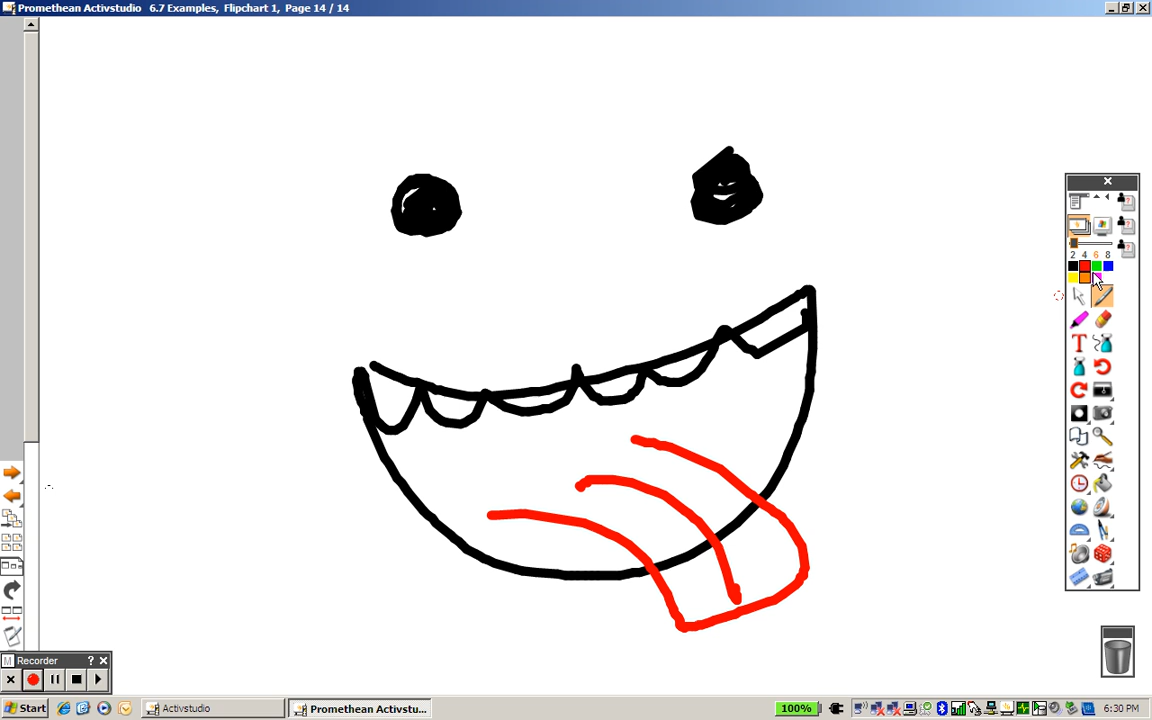 Promethean Activstudio 6.7 Examples, Flipchart 1, Page 14 / 14
2 4 6 8
T
M Recorder ?
Start
Activstudio
Promethean Activstu...
100%
6:30 PM